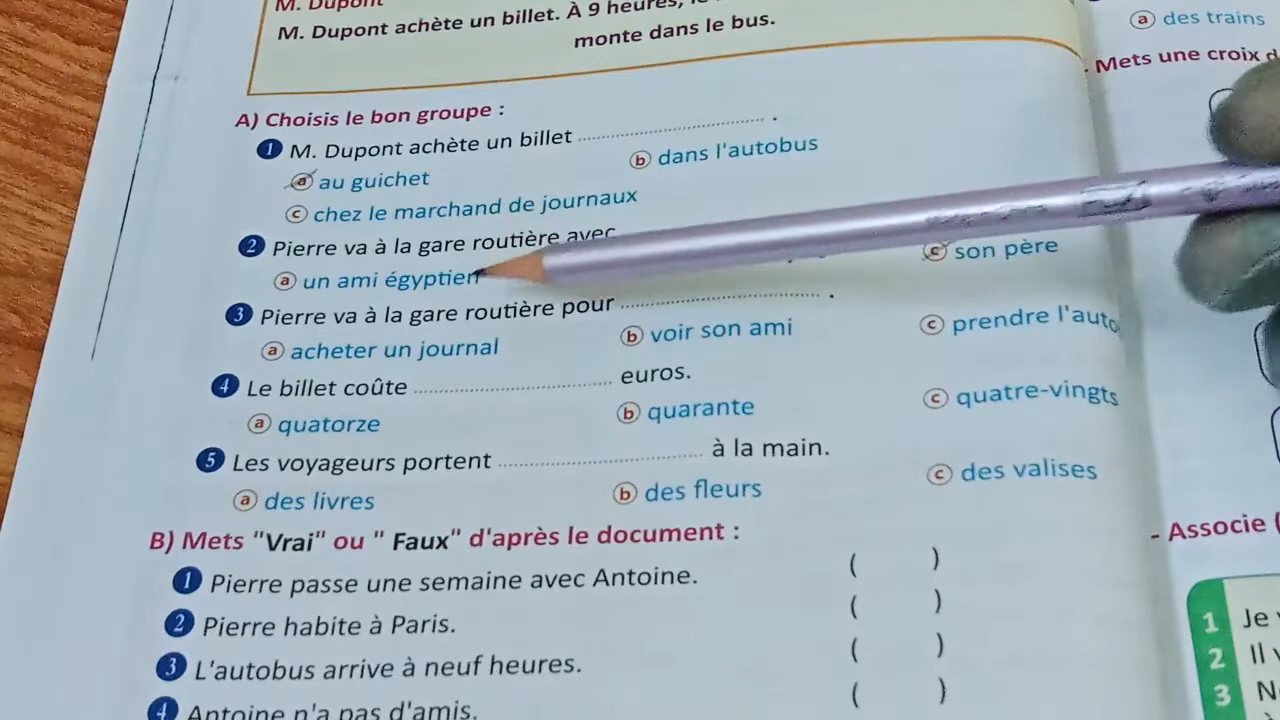 M. Dupont
M. Dupont achète un billet. À 9 heures,
monte dans le bus.
A) Choisis le bon groupe :
1 M. Dupont achète un billet .................... .
a au guichet
b dans l'autobus
c chez le marchand de journaux
2 Pierre va à la gare routière avec
a un ami égyptien
c son père
3 Pierre va à la gare routière pour .................... .
a acheter un journal
b voir son ami
c prendre l'auto
4 Le billet coûte .................... euros.
a quatorze
b quarante
c quatre-vingts
5 Les voyageurs portent .................... à la main.
a des livres
b des fleurs
c des valises
B) Mets "Vrai" ou " Faux" d'après le document :
1 Pierre passe une semaine avec Antoine. ( )
2 Pierre habite à Paris. ( )
3 L'autobus arrive à neuf heures. ( )
4 Antoine n'a pas d'amis. ( )
a des trains
- Mets une croix
- Associe
1 Je
2 Il
3